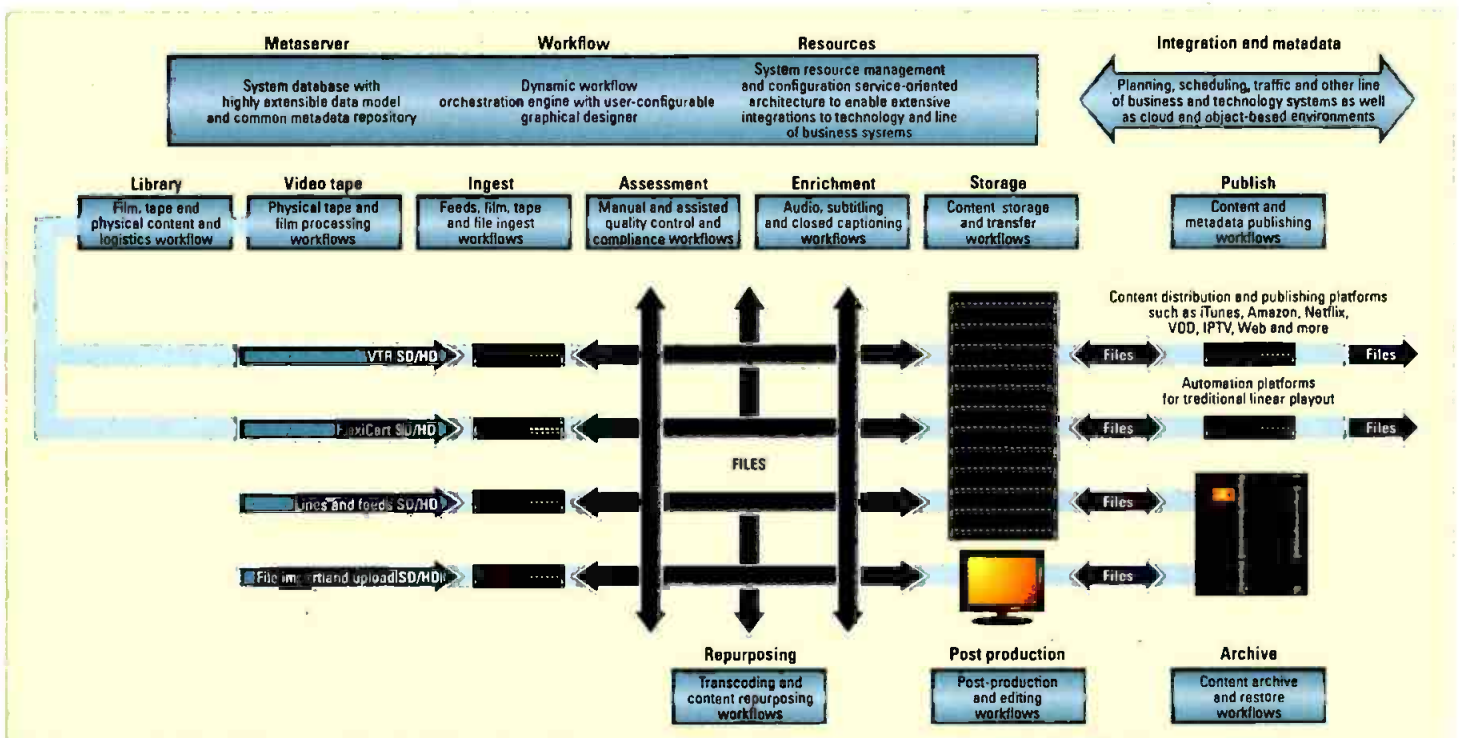 Metaserver
System database with
highly extensible data model
and common metadata repository
Workflow
Dynamic workflow
orchestration engine with user-configurable
graphical designer
Resources
System resource management
and configuration service-oriented
architecture to enable extensive
integrations to technology and line
of business systems
Integration and metadata
Planning, scheduling, traffic and other line
of business and technology systems as well
as cloud and object-based environments
Library
Film, tape end
physical content and
logistics workflow
Video tape
Physical tape and
film processing
workflows
Ingest
Feeds, film, tape
and file ingest
workflows
Assessment
Manual and assisted
quality control and
compliance workflows
Enrichment
Audio, subtitling
and closed captioning
workflows
Storage
Content storage
and transfer
workflows
Publish
Content and
metadata publishing
workflows
Content distribution and publishing platforms
such as iTunes, Amazon, Netflix,
VOD, IPTV, Web and more
VTR SD/HD
Files
Files
Automation platforms
for traditional linear playout
FlexiCart SD/HD
Files
Files
FILES
Lines and feeds SD/HD
Files
File import and upload SD/HD
Files
Repurposing
Transcoding and
content repurposing
workflows
Post production
Post-production
and editing
workflows
Archive
Content archive
and restore
workflows